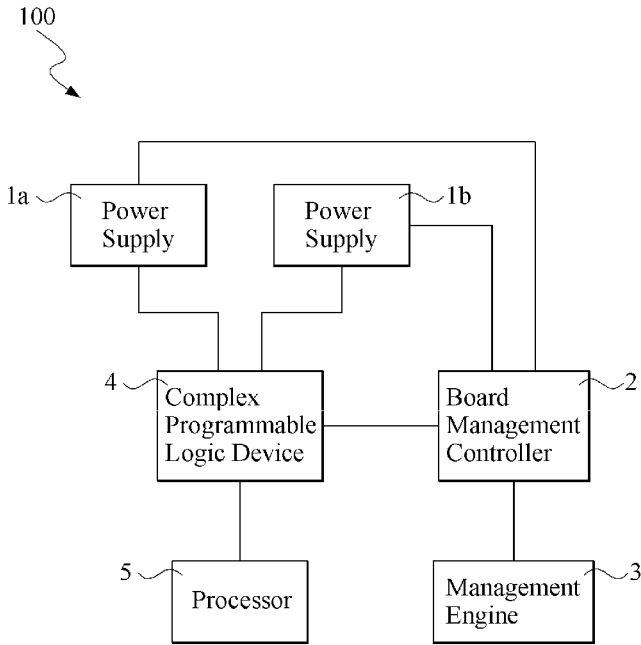 100
1a
Power
Supply
Power
Supply
1b
4
Complex
Programmable
Logic Device
Board
Management
Controller
2
5
Processor
Management
Engine
3